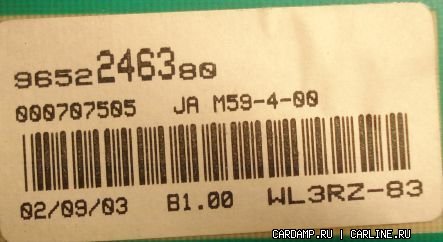 9652246380
000707505 JA M59-4-00
02/09/03 B1.00 WL3RZ-83
CARDAMP.RU | CARLINE.RU